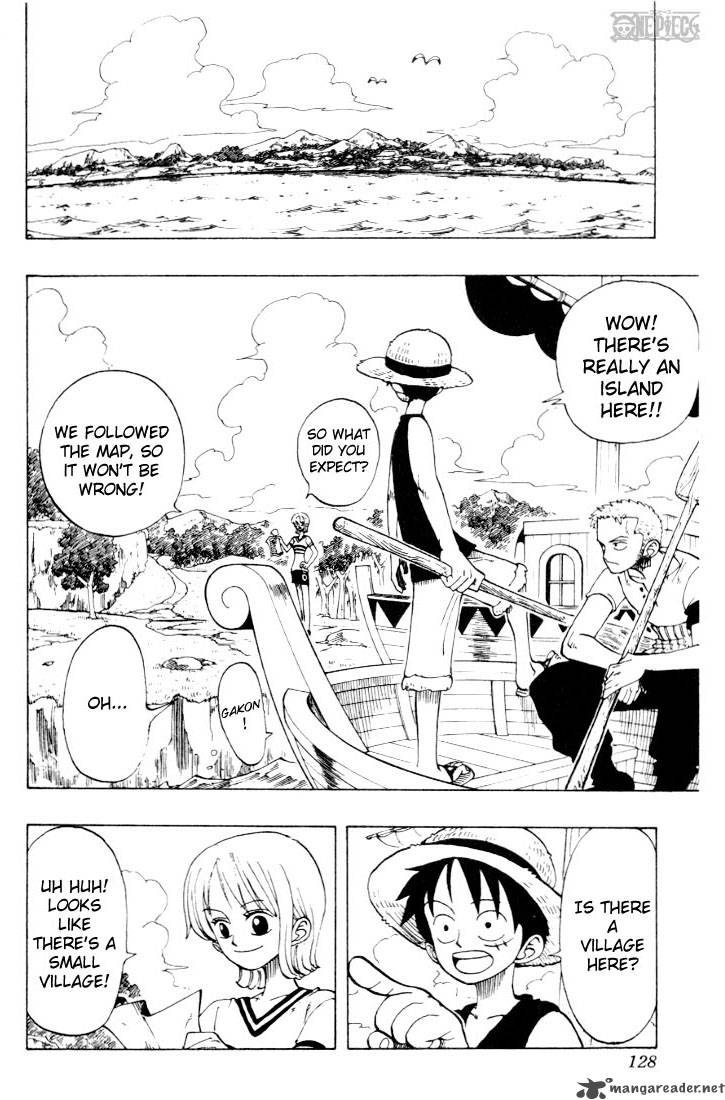 ONE PIECE
WOW!
THERE'S
REALLY AN
ISLAND
HERE!!
SO WHAT
DID YOU
EXPECT?
WE FOLLOWED
THE MAP, SO
IT WON'T BE
WRONG!
OH...
GAKON
!
IS THERE
A
VILLAGE
HERE?
UH HUH!
LOOKS
LIKE
THERE'S A
SMALL
VILLAGE!
128
mangareader.net